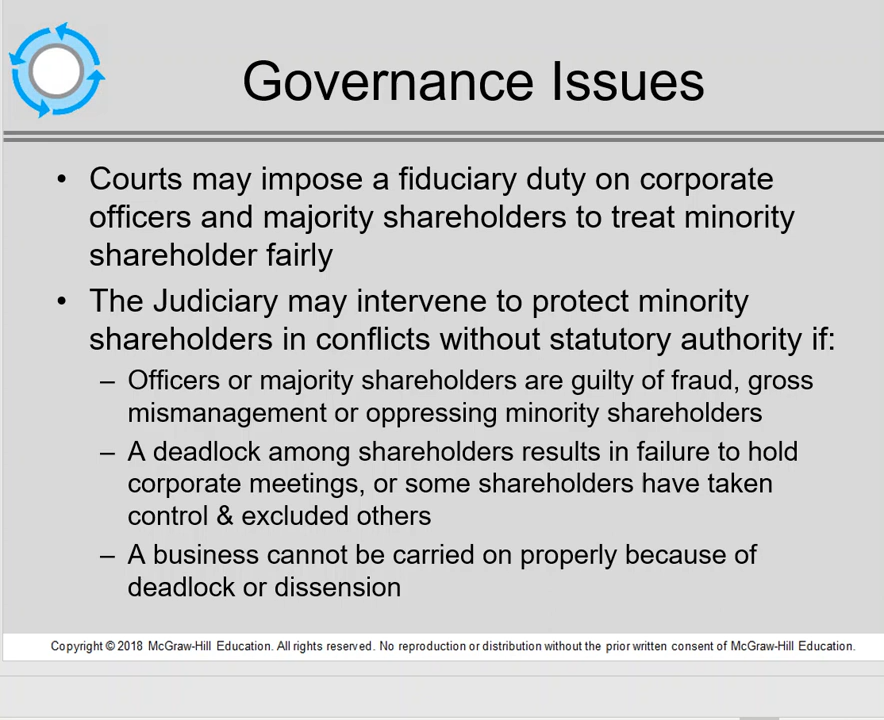 Governance Issues
• Courts may impose a fiduciary duty on corporate
officers and majority shareholders to treat minority
shareholder fairly
• The Judiciary may intervene to protect minority
shareholders in conflicts without statutory authority if:
– Officers or majority shareholders are guilty of fraud, gross
mismanagement or oppressing minority shareholders
– A deadlock among shareholders results in failure to hold
corporate meetings, or some shareholders have taken
control & excluded others
– A business cannot be carried on properly because of
deadlock or dissension
Copyright © 2018 McGraw-Hill Education. All rights reserved. No reproduction or distribution without the prior written consent of McGraw-Hill Education.